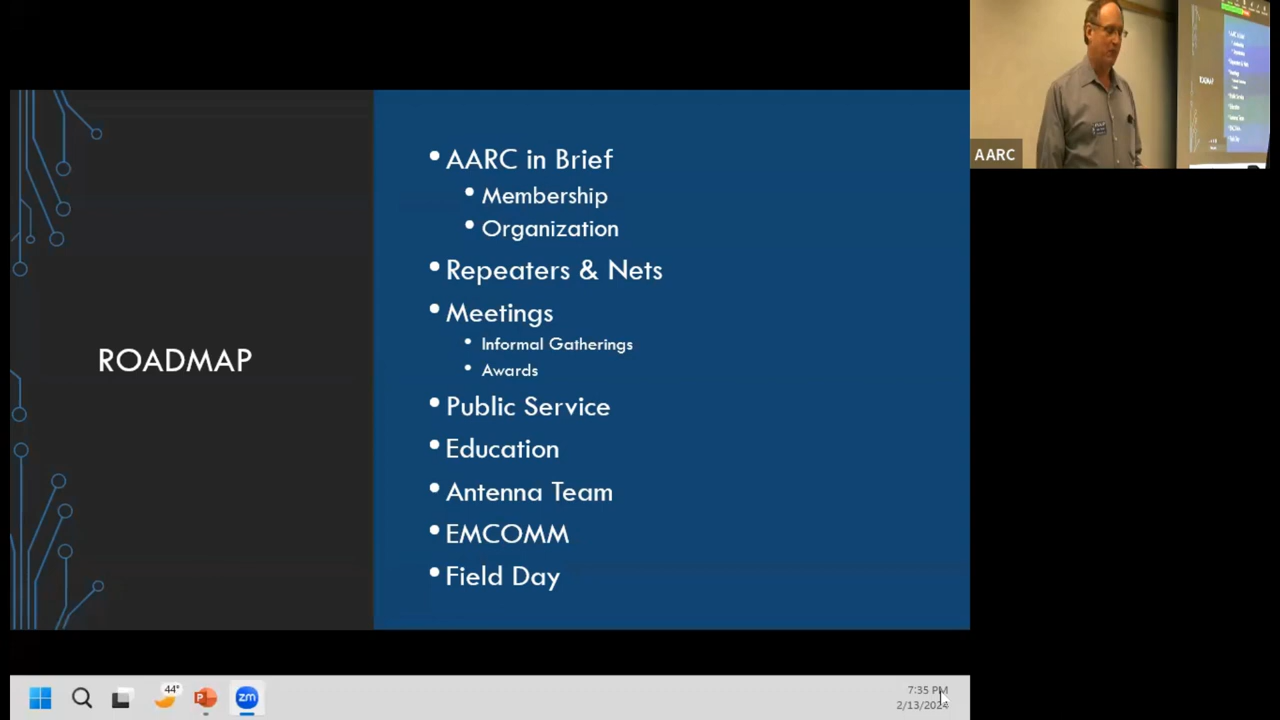 ROADMAP
AARC in Brief
Membership
Organization
Repeaters & Nets
Meetings
Informal Gatherings
Awards
Public Service
Education
Antenna Team
EMCOMM
Field Day
AARC
44°
zm
7:35 PM
2/13/2024